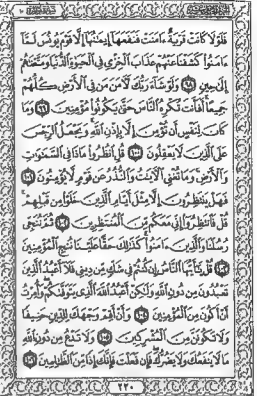 فَلَوْلَا كَانَتْ قَرْيَةٌ ءَامَنَتْ فَنَفَعَهَآ إِيمَٰنُهَآ إِلَّا قَوْمَ يُونُسَ لَمَّآ
ءَامَنُوا۟ كَشَفْنَا عَنْهُمْ عَذَابَ ٱلْخِزْىِ فِى ٱلْحَيَوٰةِ ٱلدُّنْيَا وَمَتَّعْنَٰهُمْ
إِلَىٰ حِينٍ ٩٨ وَلَوْ شَآءَ رَبُّكَ لَءَامَنَ مَن فِى ٱلْأَرْضِ كُلُّهُمْ
جَمِيعًا أَفَأَنتَ تُكْرِهُ ٱلنَّاسَ حَتَّىٰ يَكُونُوا۟ مُؤْمِنِينَ ٩٩ وَمَا
كَانَ لِنَفْسٍ أَن تُؤْمِنَ إِلَّا بِإِذْنِ ٱللَّهِ وَيَجْعَلُ ٱلرِّجْسَ
عَلَى ٱلَّذِينَ لَا يَعْقِلُونَ ١٠٠ قُلِ ٱنظُرُوا۟ مَاذَا فِى ٱلسَّمَٰوَٰتِ
وَٱلْأَرْضِ وَمَا تُغْنِى ٱلْءَايَٰتُ وَٱلنُّذُرُ عَن قَوْمٍ لَّا يُؤْمِنُونَ ١٠١
فَهَلْ يَنتَظِرُونَ إِلَّا مِثْلَ أَيَّامِ ٱلَّذِينَ خَلَوْا۟ مِن قَبْلِهِمْ
قُلْ فَٱنتَظِرُوٓا۟ إِنِّى مَعَكُم مِّنَ ٱلْمُنتَظِرِينَ ١٠٢ ثُمَّ نُنَجِّى
رُسُلَنَا وَٱلَّذِينَ ءَامَنُوا۟ كَذَٰلِكَ حَقًّا عَلَيْنَا نُنجِ ٱلْمُؤْمِنِينَ
١٠٣ قُلْ يَٰٓأَيُّهَا ٱلنَّاسُ إِن كُنتُمْ فِى شَكٍّ مِّن دِينِى فَلَآ أَعْبُدُ ٱلَّذِينَ
تَعْبُدُونَ مِن دُونِ ٱللَّهِ وَلَٰكِنْ أَعْبُدُ ٱللَّهَ ٱلَّذِى يَتَوَفَّىٰكُمْ وَأُمِرْتُ
أَنْ أَكُونَ مِنَ ٱلْمُؤْمِنِينَ ١٠٤ وَأَنْ أَقِمْ وَجْهَكَ لِلدِّينِ حَنِيفًا
وَلَا تَكُونَنَّ مِنَ ٱلْمُشْرِكِينَ ١٠٥ وَلَا تَدْعُ مِن دُونِ ٱللَّهِ
مَا لَا يَنفَعُكَ وَلَا يَضُرُّكَ فَإِن فَعَلْتَ فَإِنَّكَ إِذًا مِّنَ ٱلظَّٰلِمِينَ ١٠٦
٢٢٠